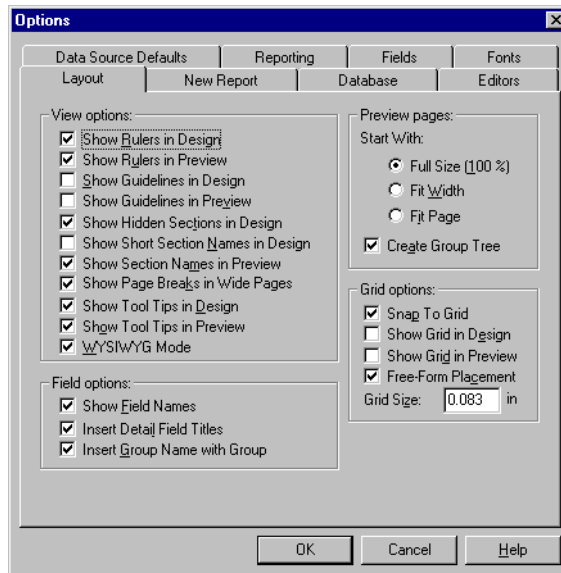 Options
Data Source Defaults
Reporting
Fields
Fonts
Layout
New Report
Database
Editors
View options:
Show Rulers in Design
Show Rulers in Preview
Show Guidelines in Design
Show Guidelines in Preview
Show Hidden Sections in Design
Show Short Section Names in Design
Show Section Names in Preview
Show Page Breaks in Wide Pages
Show Tool Tips in Design
Show Tool Tips in Preview
WYSIWYG Mode
Field options:
Show Field Names
Insert Detail Field Titles
Insert Group Name with Group
Preview pages:
Start With:
Full Size (100 %)
Fit Width
Fit Page
Create Group Tree
Grid options:
Snap To Grid
Show Grid in Design
Show Grid in Preview
Free-Form Placement
Grid Size: 0.083 in
OK
Cancel
Help